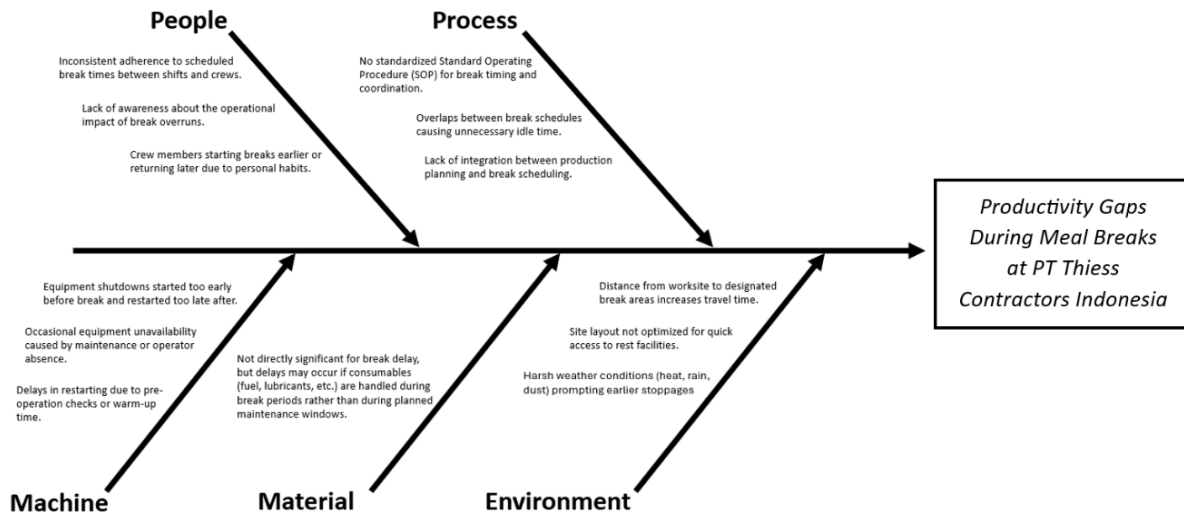 People
Inconsistent adherence to scheduled
break times between shifts and crews.
Lack of awareness about the operational
impact of break overruns.
Crew members starting breaks earlier or
returning later due to personal habits.
Process
No standardized Standard Operating
Procedure (SOP) for break timing and
coordination.
Overlaps between break schedules
causing unnecessary idle time.
Lack of integration between production
planning and break scheduling.
Productivity Gaps
During Meal Breaks
at PT Thiess
Contractors Indonesia
Equipment shutdowns started too early
before break and restarted too late after.
Occasional equipment unavailability
caused by maintenance or operator
absence.
Delays in restarting due to pre-
operation checks or warm-up
time.
Machine
Not directly significant for break delay,
but delays may occur if consumables
(fuel, lubricants, etc.) are handled during
break periods rather than during planned
maintenance windows.
Material
Distance from worksite to designated
break areas increases travel time.
Site layout not optimized for quick
access to rest facilities.
Harsh weather conditions (heat, rain,
dust) prompting earlier stoppages
Environment